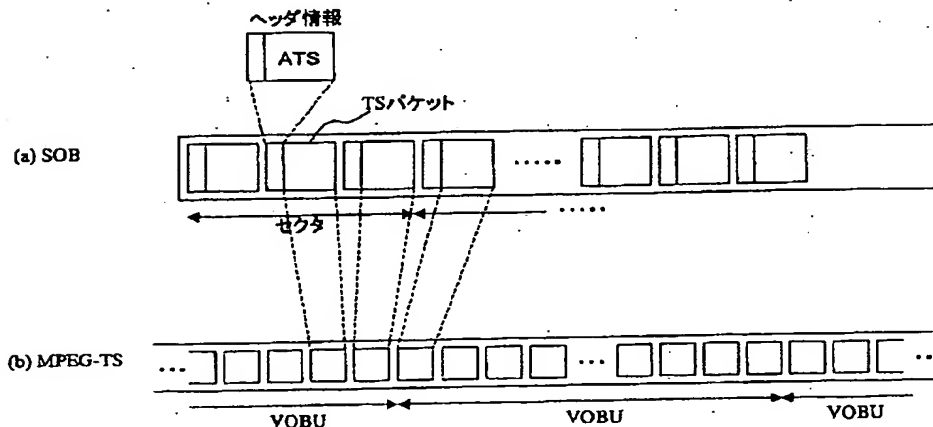 ヘッダ情報
ATS
TSパケット
(a) SOB
.....
セクタ
.....
(b) MPEG-TS
...
...
...
VOBU
VOBU
VOBU